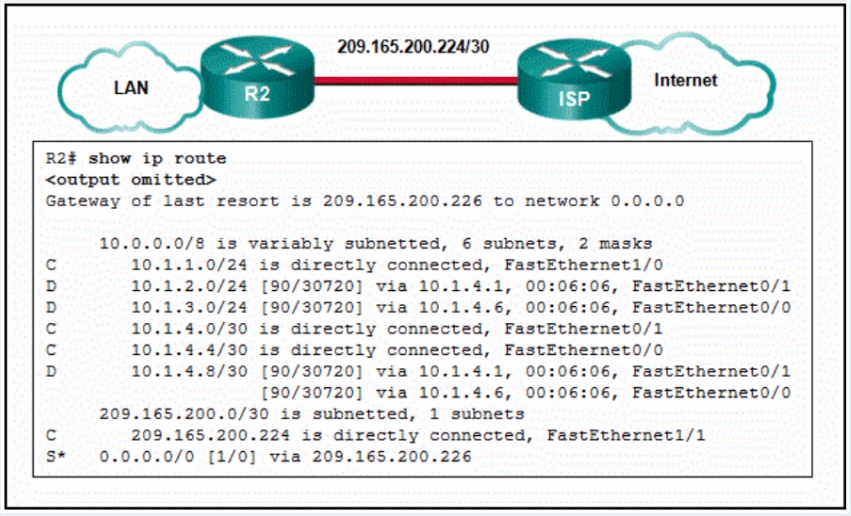 209.165.200.224/30
LAN
R2
ISP
Internet
R2# show ip route
<output omitted>
Gateway of last resort is 209.165.200.226 to network 0.0.0.0
10.0.0.0/8 is variably subnetted, 6 subnets, 2 masks
C 10.1.1.0/24 is directly connected, FastEthernet1/0
D 10.1.2.0/24 [90/30720] via 10.1.4.1, 00:06:06, FastEthernet0/1
D 10.1.3.0/24 [90/30720] via 10.1.4.6, 00:06:06, FastEthernet0/0
C 10.1.4.0/30 is directly connected, FastEthernet0/1
C 10.1.4.4/30 is directly connected, FastEthernet0/0
D 10.1.4.8/30 [90/30720] via 10.1.4.1, 00:06:06, FastEthernet0/1
[90/30720] via 10.1.4.6, 00:06:06, FastEthernet0/0
209.165.200.0/30 is subnetted, 1 subnets
C 209.165.200.224 is directly connected, FastEthernet1/1
S* 0.0.0.0/0 [1/0] via 209.165.200.226